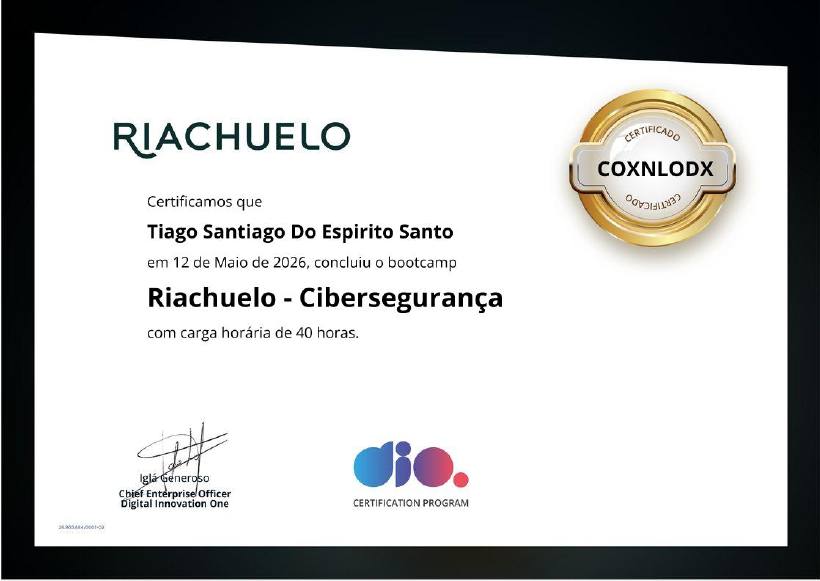 RIACHUELO
CERTIFICADO
COXNLODX
CERTIFICADO
Certificamos que
Tiago Santiago Do Espirito Santo
em 12 de Maio de 2026, concluiu o bootcamp
Riachuelo - Cibersegurança
com carga horária de 40 horas.
Iglá Generoso
Chief Enterprise Officer
Digital Innovation One
dio.
CERTIFICATION PROGRAM